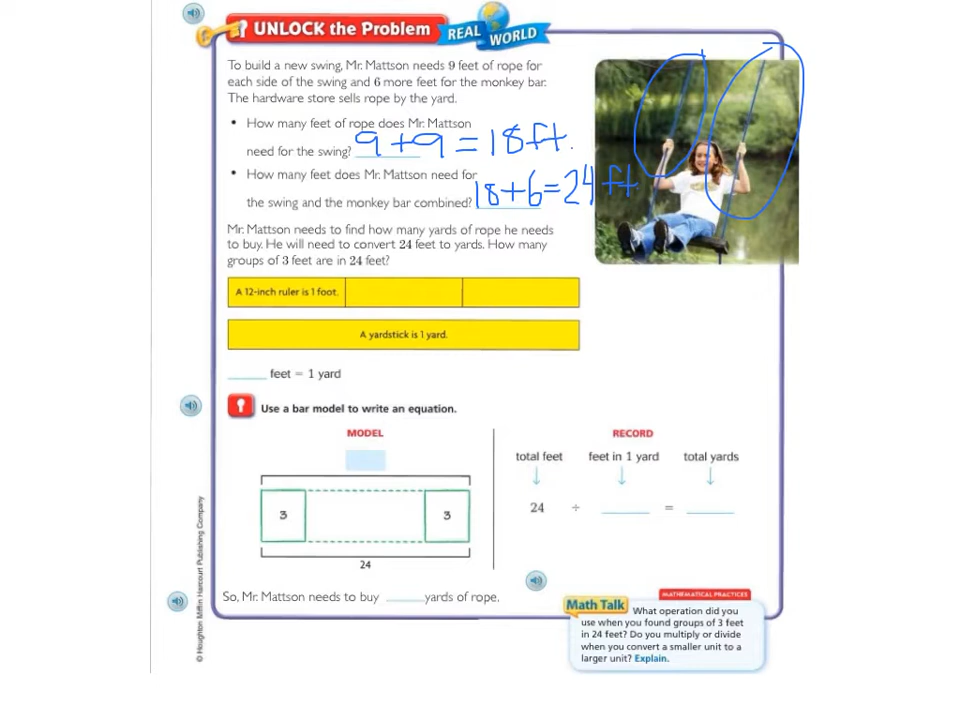 UNLOCK the Problem REAL WORLD
To build a new swing, Mr. Mattson needs 9 feet of rope for
each side of the swing and 6 more feet for the monkey bar.
The hardware store sells rope by the yard.
• How many feet of rope does Mr. Mattson
need for the swing? 9+9=18ft.
• How many feet does Mr. Mattson need for
the swing and the monkey bar combined? 18+6=24 ft
Mr. Mattson needs to find how many yards of rope he needs
to buy. He will need to convert 24 feet to yards. How many
groups of 3 feet are in 24 feet?
A 12-inch ruler is 1 foot.
A yardstick is 1 yard.
____ feet = 1 yard
Use a bar model to write an equation.
MODEL
3 3
24
RECORD
total feet feet in 1 yard total yards
24 ÷ ____ = ____
So, Mr. Mattson needs to buy ____ yards of rope.
MATHEMATICAL PRACTICES
Math Talk What operation did you
use when you found groups of 3 feet
in 24 feet? Do you multiply or divide
when you convert a smaller unit to a
larger unit? Explain.
© Houghton Mifflin Harcourt Publishing Company